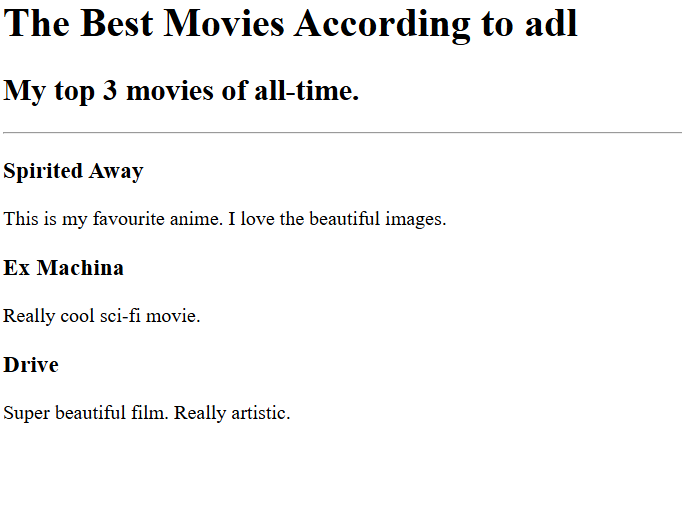 The Best Movies According to adl
My top 3 movies of all-time.
Spirited Away
This is my favourite anime. I love the beautiful images.
Ex Machina
Really cool sci-fi movie.
Drive
Super beautiful film. Really artistic.